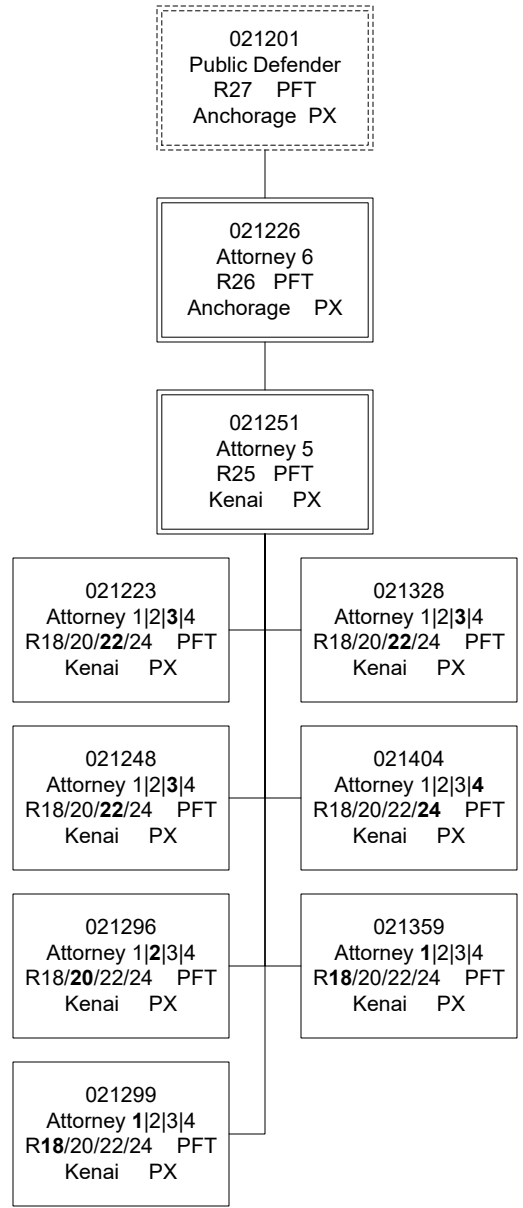 021201
Public Defender
R27 PFT
Anchorage PX
021226
Attorney 6
R26 PFT
Anchorage PX
021251
Attorney 5
R25 PFT
Kenai PX
021223
Attorney 1|2|3|4
R18/20/22/24 PFT
Kenai PX
021328
Attorney 1|2|3|4
R18/20/22/24 PFT
Kenai PX
021248
Attorney 1|2|3|4
R18/20/22/24 PFT
Kenai PX
021404
Attorney 1|2|3|4
R18/20/22/24 PFT
Kenai PX
021296
Attorney 1|2|3|4
R18/20/22/24 PFT
Kenai PX
021359
Attorney 1|2|3|4
R18/20/22/24 PFT
Kenai PX
021299
Attorney 1|2|3|4
R18/20/22/24 PFT
Kenai PX